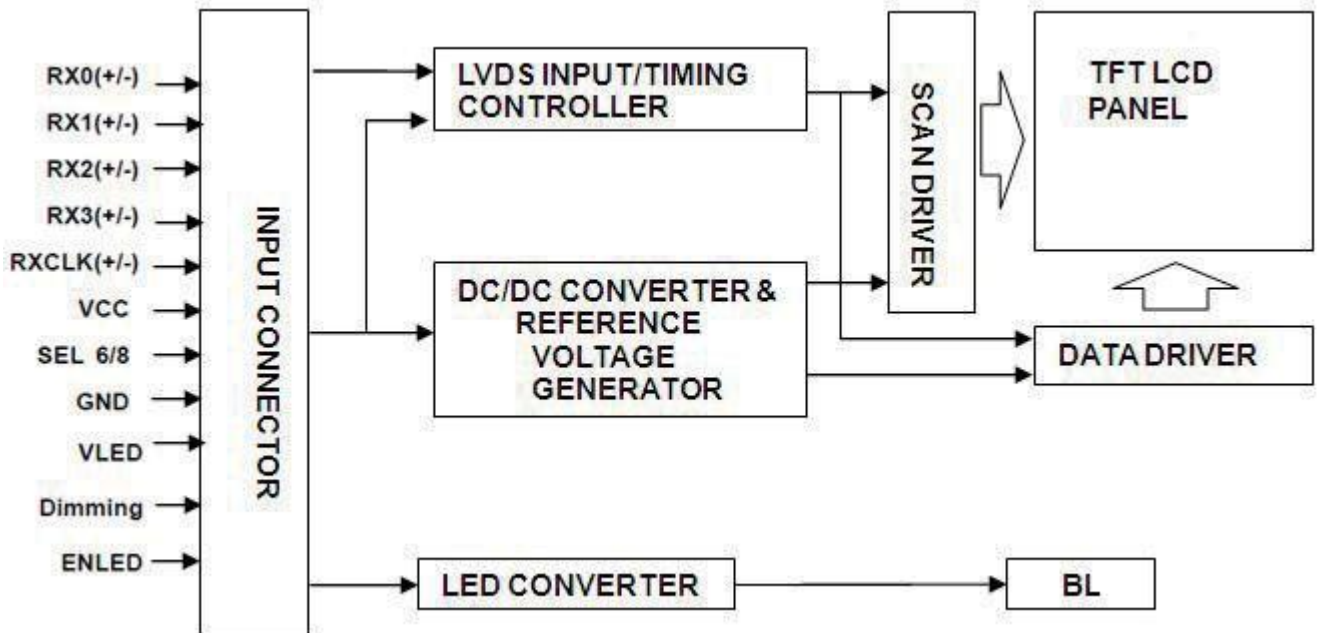 RX0(+/-)
RX1(+/-)
RX2(+/-)
RX3(+/-)
RXCLK(+/-)
VCC
SEL 6/8
GND
VLED
Dimming
ENLED
INPUT CONNECTOR
LVDS INPUT/TIMING
CONTROLLER
DC/DC CONVERTER &
REFERENCE
VOLTAGE
GENERATOR
LED CONVERTER
SCAN DRIVER
TFT LCD
PANEL
DATA DRIVER
BL